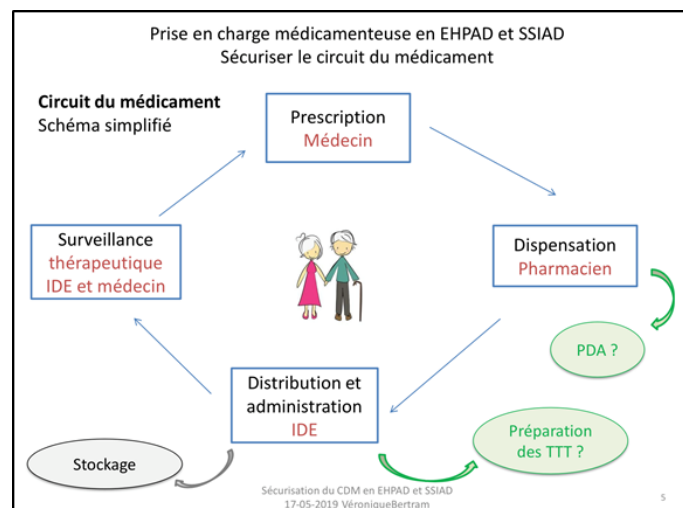 Prise en charge médicamenteuse en EHPAD et SSIAD
Sécuriser le circuit du médicament
Circuit du médicament
Schéma simplifié
Prescription
Médecin
Dispensation
Pharmacien
PDA ?
Surveillance
thérapeutique
IDE et médecin
Distribution et
administration
IDE
Préparation
des TTT ?
Stockage
Sécurisation du CDM en EHPAD et SSIAD
17-05-2019 VéroniqueBertram
5